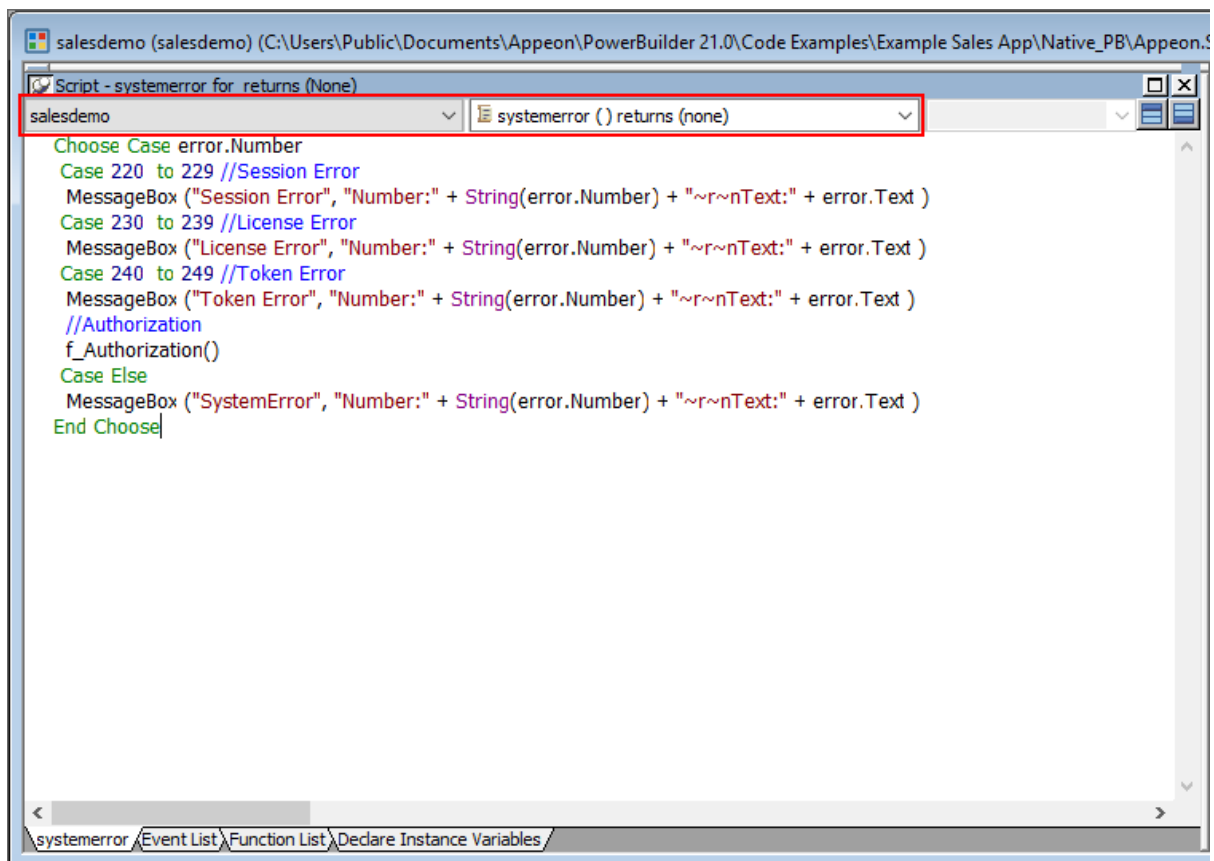 salesdemo (salesdemo) (C:\Users\Public\Documents\Appeon\PowerBuilder 21.0\Code Examples\Example Sales App\Native_PB\Appeon.S
Script - systemerror for returns (None)
salesdemo systemerror ( ) returns (none)
Choose Case error.Number
Case 220 to 229 //Session Error
MessageBox ("Session Error", "Number:" + String(error.Number) + "~r~nText:" + error.Text )
Case 230 to 239 //License Error
MessageBox ("License Error", "Number:" + String(error.Number) + "~r~nText:" + error.Text )
Case 240 to 249 //Token Error
MessageBox ("Token Error", "Number:" + String(error.Number) + "~r~nText:" + error.Text )
//Authorization
f_Authorization()
Case Else
MessageBox ("SystemError", "Number:" + String(error.Number) + "~r~nText:" + error.Text )
End Choose
systemerror Event List Function List Declare Instance Variables